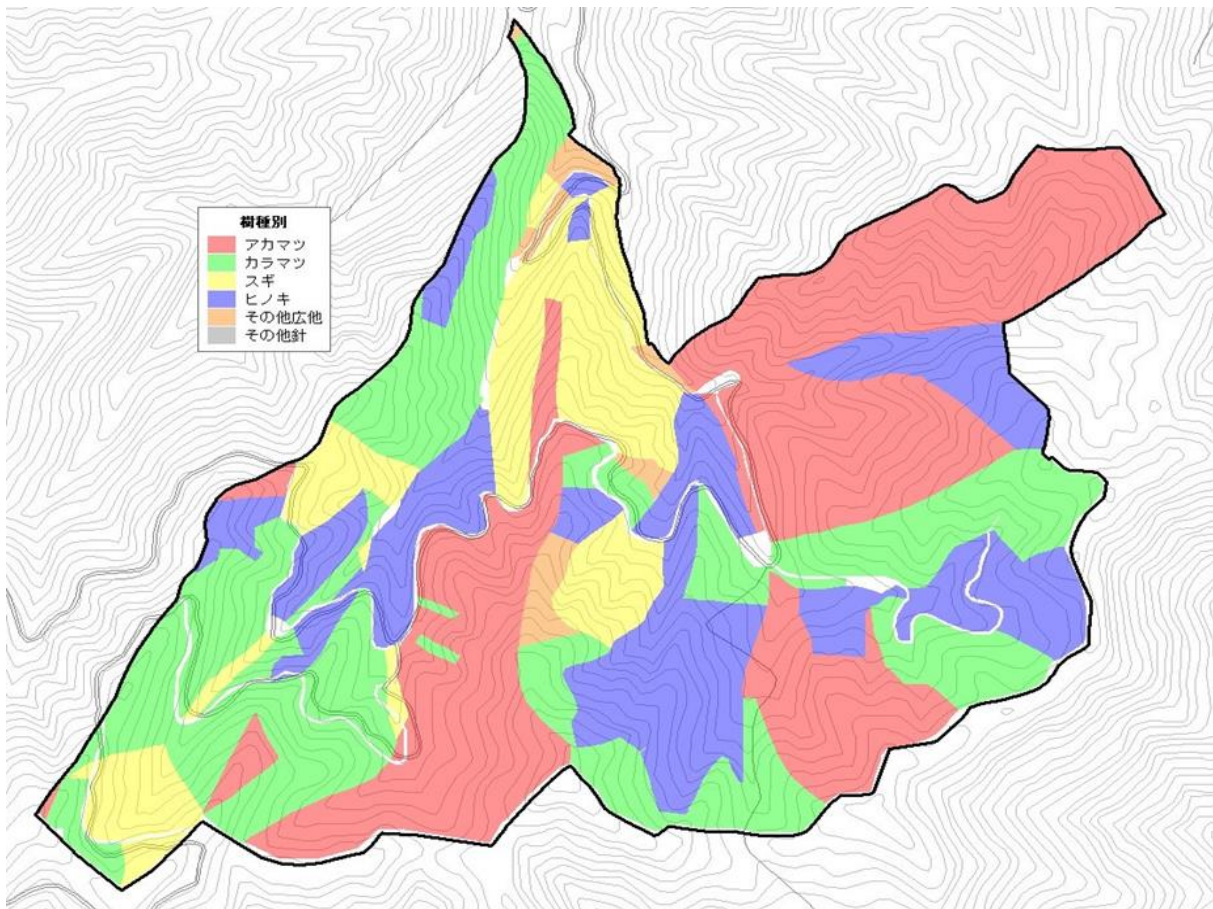 樹種別
アカマツ
カラマツ
スギ
ヒノキ
その他広他
その他針